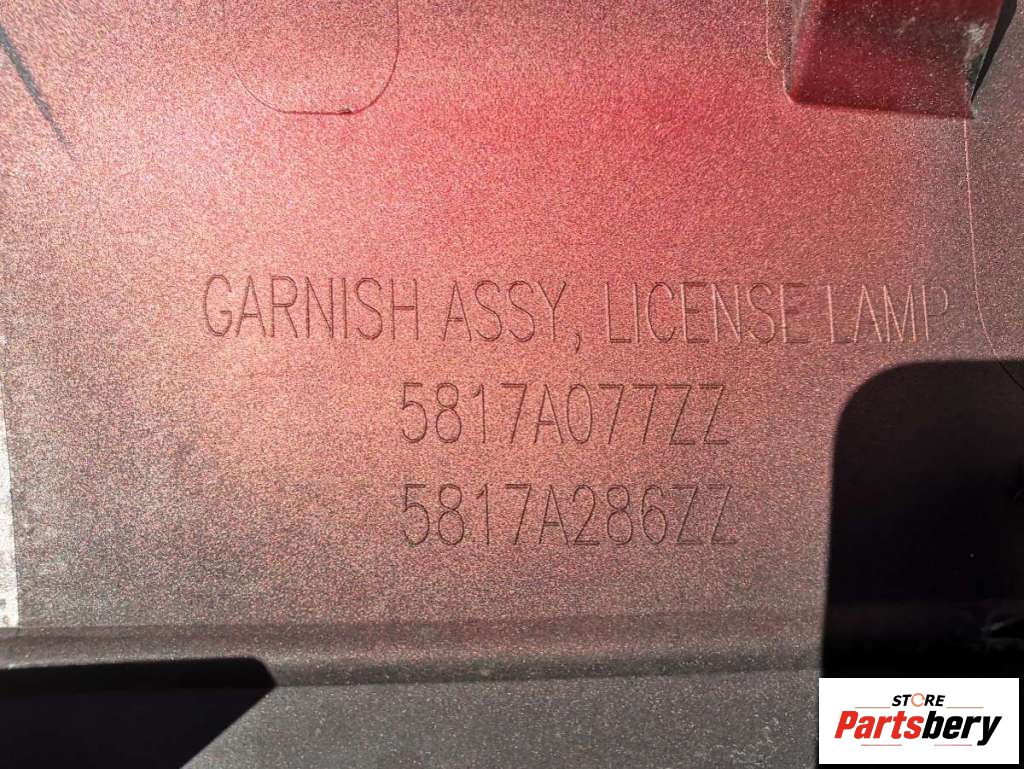 GARNISH ASSY, LICENSE LAMP
5817A077ZZ
5817A286ZZ
STORE
Partsbery